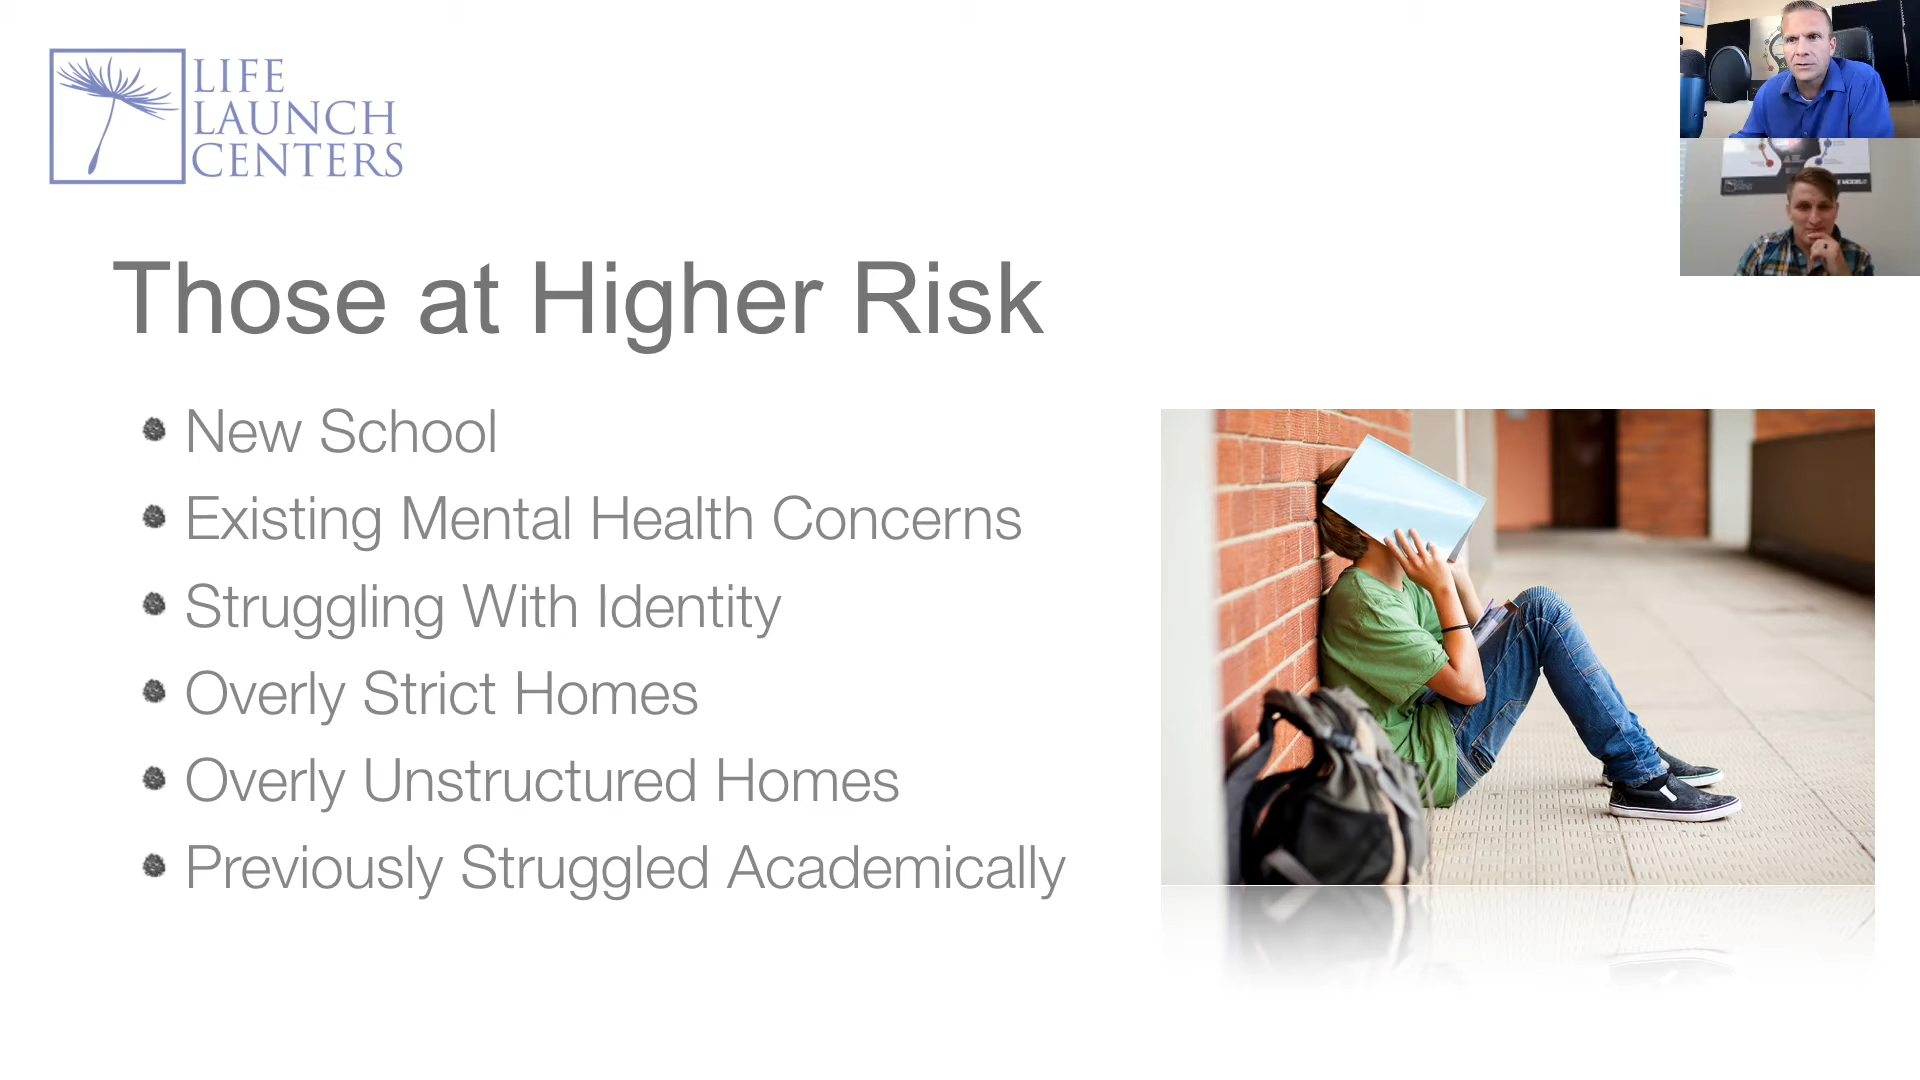 LIFE
LAUNCH
CENTERS
Those at Higher Risk
New School
Existing Mental Health Concerns
Struggling With Identity
Overly Strict Homes
Overly Unstructured Homes
Previously Struggled Academically